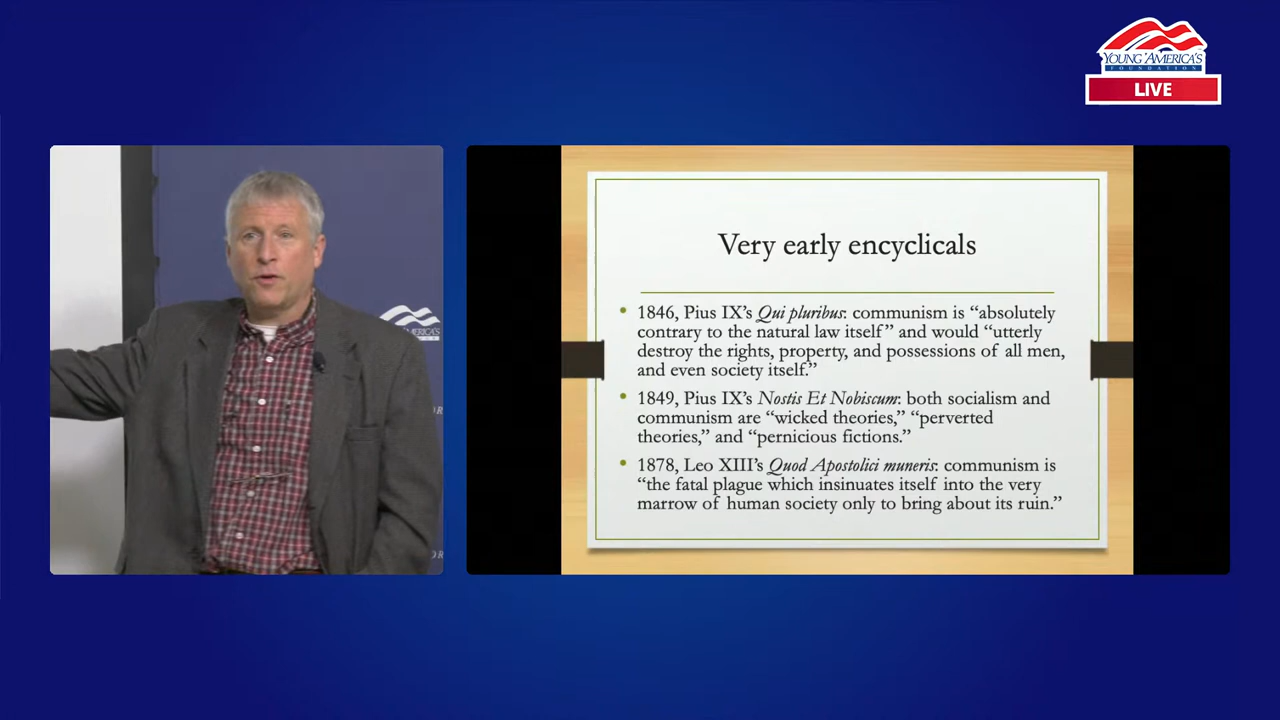 YOUNG AMERICA'S
FOUNDATION
LIVE
Very early encyclicals
• 1846, Pius IX’s Qui pluribus: communism is “absolutely
contrary to the natural law itself” and would “utterly
destroy the rights, property, and possessions of all men,
and even society itself.”
• 1849, Pius IX’s Nostis Et Nobiscum: both socialism and
communism are “wicked theories,” “perverted
theories,” and “pernicious fictions.”
• 1878, Leo XIII’s Quod Apostolici muneris: communism is
“the fatal plague which insinuates itself into the very
marrow of human society only to bring about its ruin.”